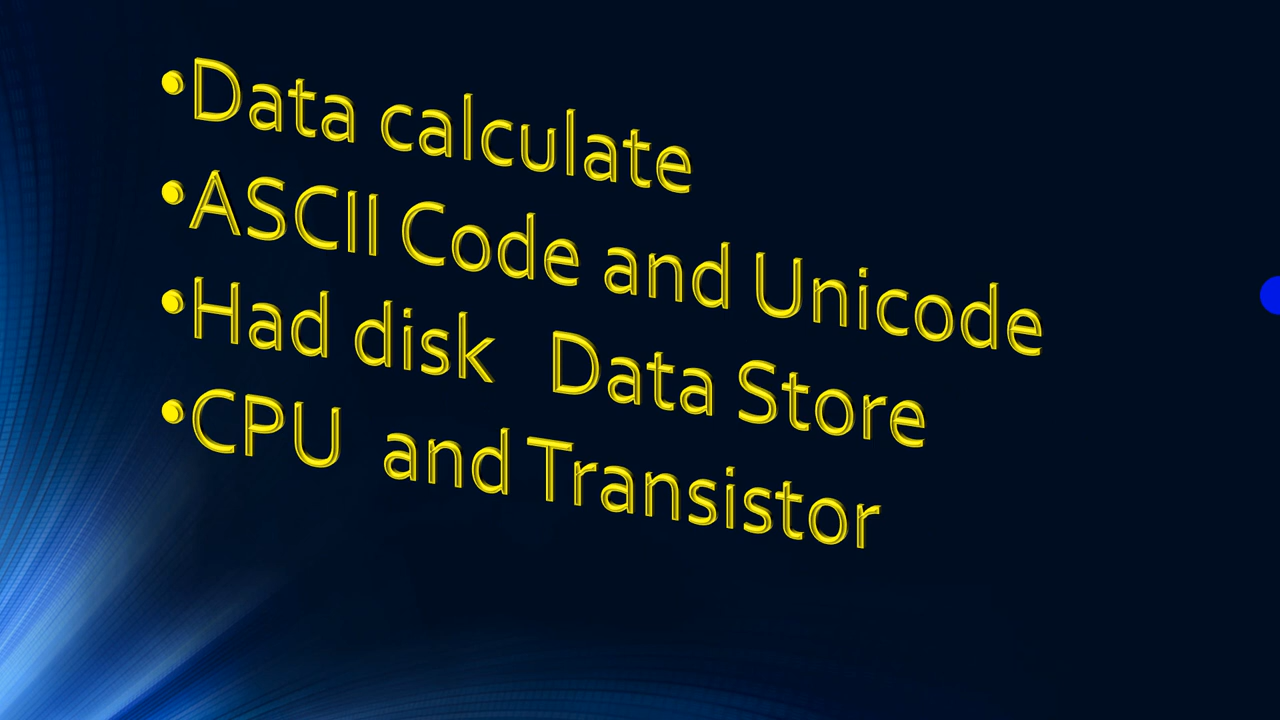 •Data calculate
•ASCII Code and Unicode
•Had disk   Data Store
•CPU  and Transistor